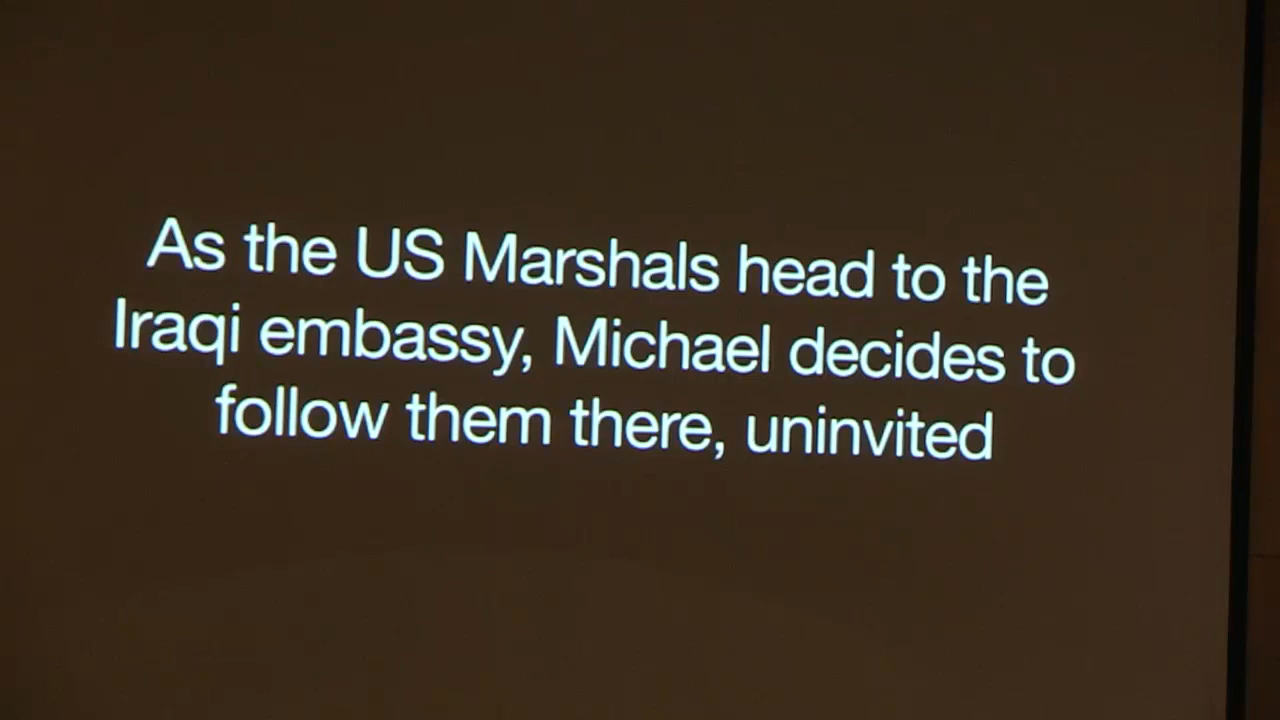 As the US Marshals head to the
Iraqi embassy, Michael decides to
follow them there, uninvited